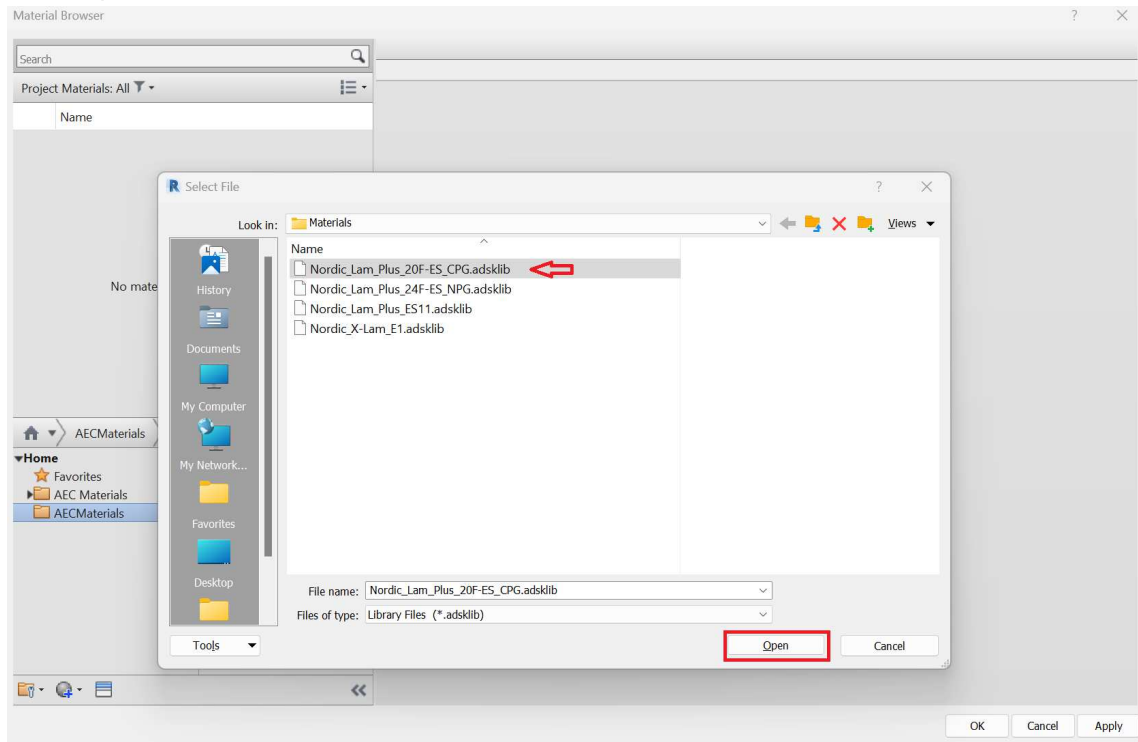 Material Browser
Search
Project Materials: All
Name
Select File
Look in: Materials
Views
Name
Nordic_Lam_Plus_20F-ES_CPG.adsklib
Nordic_Lam_Plus_24F-ES_NPG.adsklib
Nordic_Lam_Plus_ES11.adsklib
Nordic_X-Lam_E1.adsklib
History
Documents
My Computer
My Network...
Favorites
Desktop
No mate
AECMaterials
Home
Favorites
AEC Materials
AECMaterials
File name: Nordic_Lam_Plus_20F-ES_CPG.adsklib
Files of type: Library Files (*.adsklib)
Tools
Open
Cancel
OK
Cancel
Apply